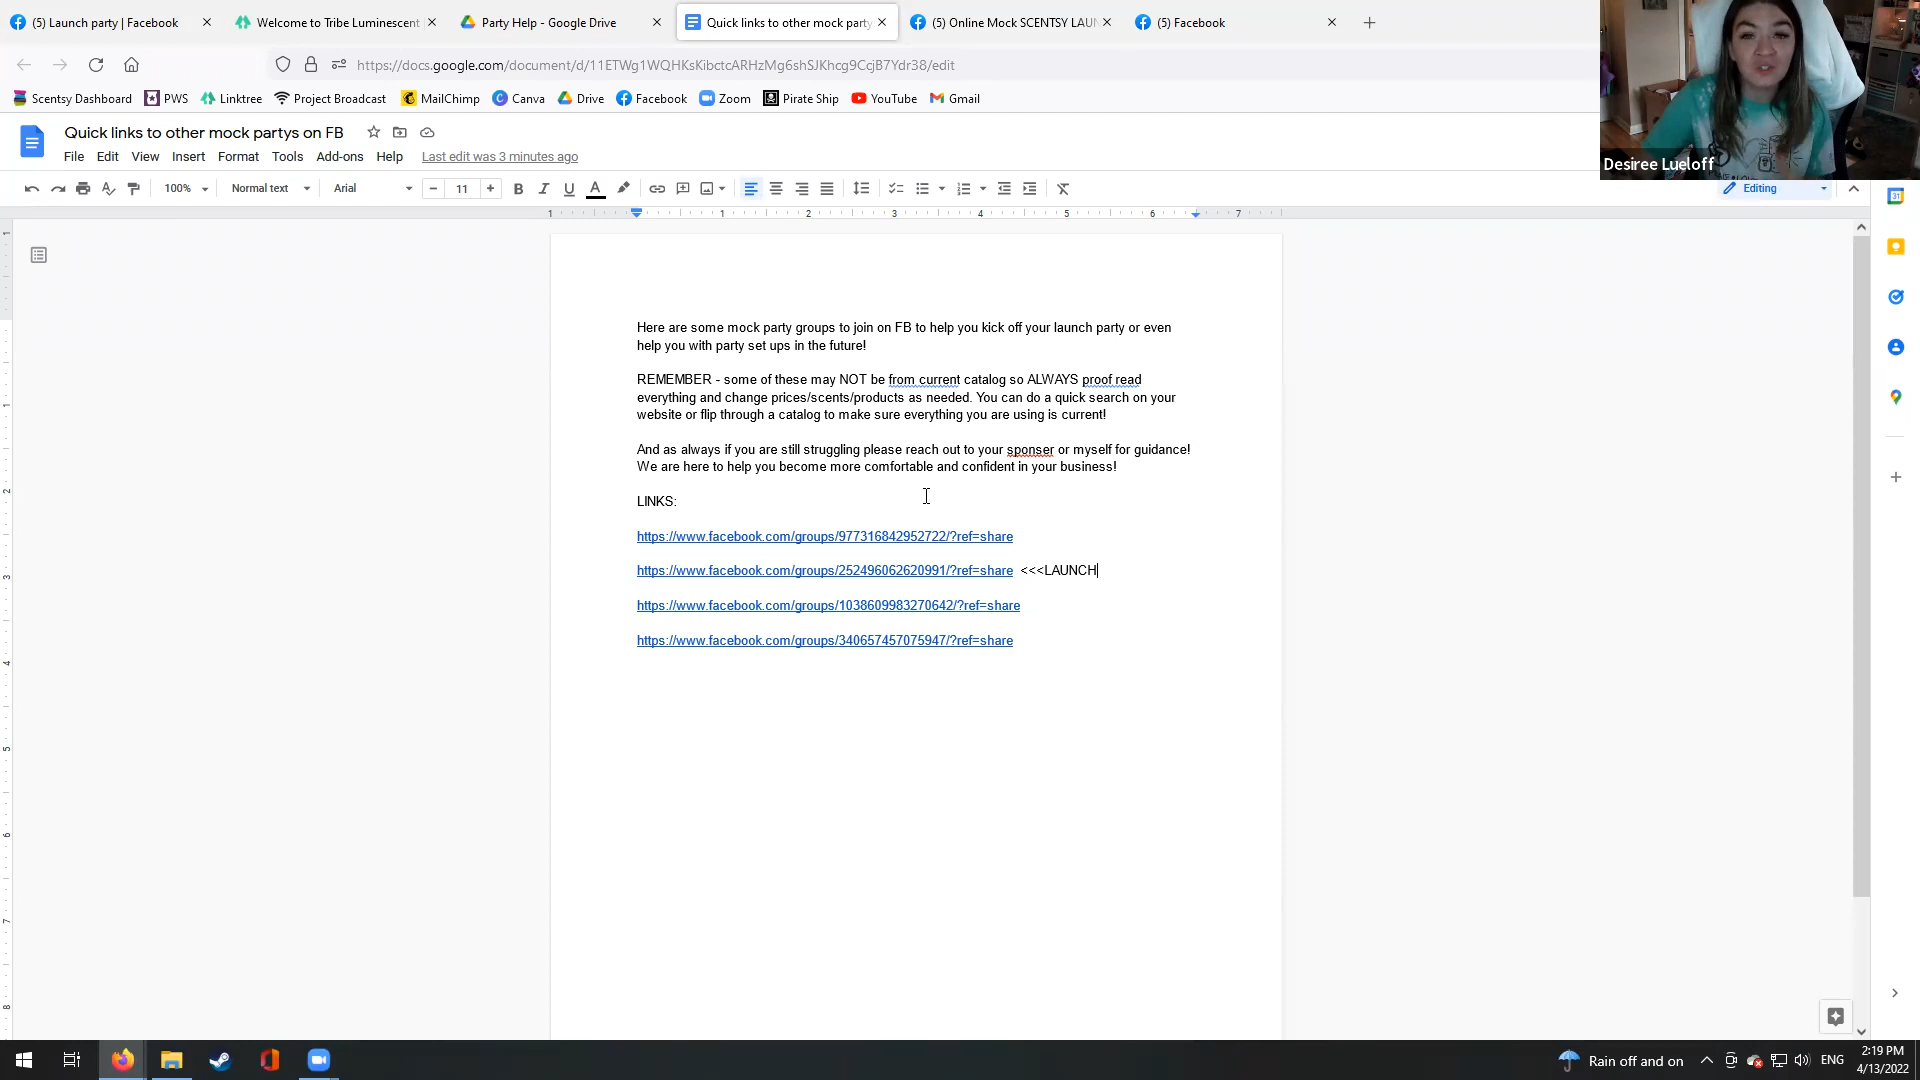 (5) Launch party | Facebook
Welcome to Tribe Luminescent
Party Help - Google Drive
Quick links to other mock party
(5) Online Mock SCENTSY LAUN
(5) Facebook
https://docs.google.com/document/d/11ETWg1WQHKsKibctcARHzMg6shSJKhcg9CcjB7Ydr38/edit
Scentsy Dashboard PWS Linktree Project Broadcast MailChimp Canva Drive Facebook Zoom Pirate Ship YouTube Gmail
Quick links to other mock partys on FB
File Edit View Insert Format Tools Add-ons Help Last edit was 3 minutes ago
100% Normal text Arial 11 Editing
Desiree Lueloff
1 1 2 3 4 5 6 7
Here are some mock party groups to join on FB to help you kick off your launch party or even
help you with party set ups in the future!
REMEMBER - some of these may NOT be from current catalog so ALWAYS proof read
everything and change prices/scents/products as needed. You can do a quick search on your
website or flip through a catalog to make sure everything you are using is current!
And as always if you are still struggling please reach out to your sponser or myself for guidance!
We are here to help you become more comfortable and confident in your business!
LINKS:
https://www.facebook.com/groups/977316842952722/?ref=share
https://www.facebook.com/groups/252496062620991/?ref=share <<<LAUNCH
https://www.facebook.com/groups/1038609983270642/?ref=share
https://www.facebook.com/groups/340657457075947/?ref=share
Rain off and on
ENG
2:19 PM
4/13/2022